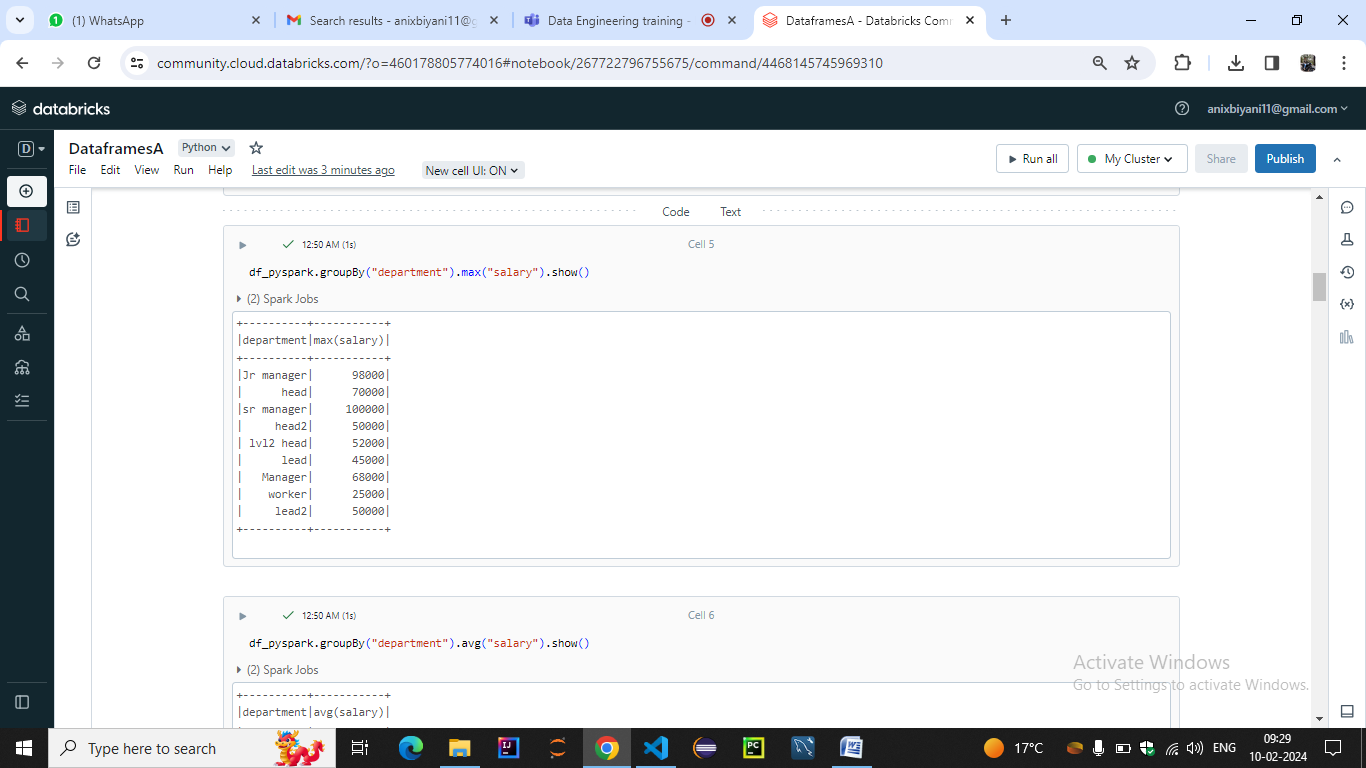 (1) WhatsApp
Search results - anixbiyani11@g
Data Engineering training -
DataframesA - Databricks Com
community.cloud.databricks.com/?o=460178805774016#notebook/267722796755675/command/4468145745969310
databricks
anixbiyani11@gmail.com
D
DataframesA
Python
File Edit View Run Help
Last edit was 3 minutes ago
New cell UI: ON
Run all
My Cluster
Share
Publish
Code Text
12:50 AM (1s)
Cell 5
df_pyspark.groupBy("department").max("salary").show()
(2) Spark Jobs
+----------+-----------+
|department|max(salary)|
+----------+-----------+
|Jr manager|      98000|
|      head|      70000|
|sr manager|     100000|
|     head2|      50000|
| lvl2 head|      52000|
|      lead|      45000|
|   Manager|      68000|
|    worker|      25000|
|     lead2|      50000|
+----------+-----------+
12:50 AM (1s)
Cell 6
df_pyspark.groupBy("department").avg("salary").show()
(2) Spark Jobs
+----------+-----------+
|department|avg(salary)|
Activate Windows
Go to Settings to activate Windows.
Type here to search
17°C
ENG
09:29
10-02-2024